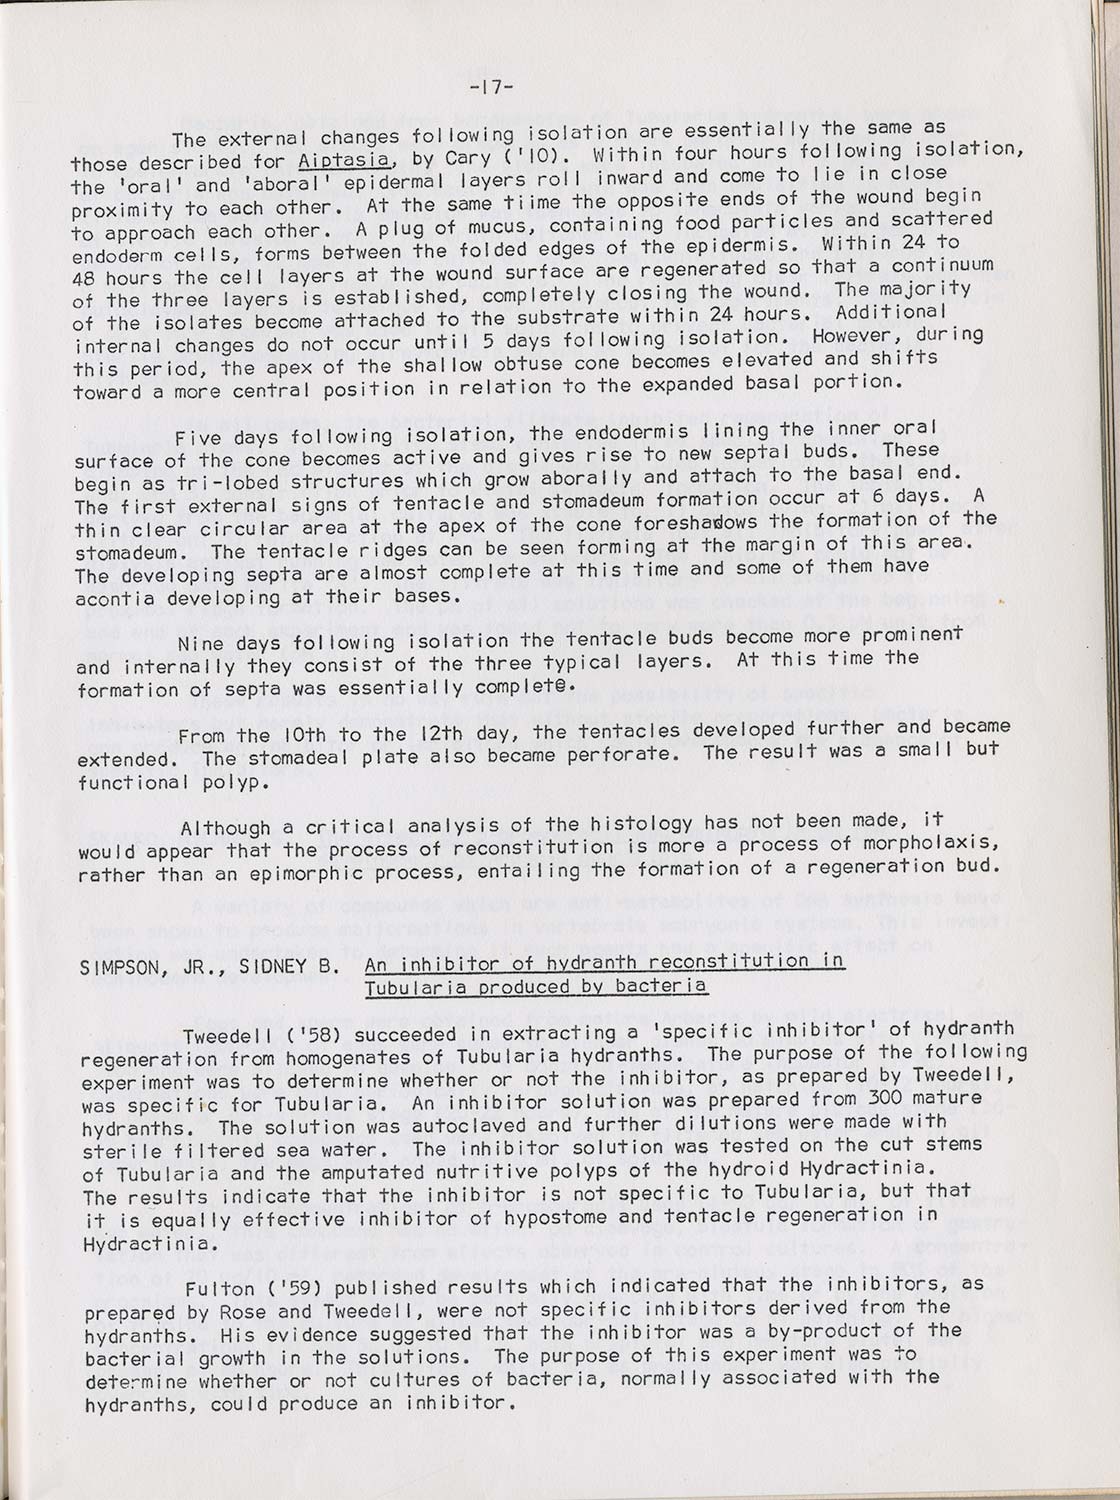 -17-
The external changes following isolation are essentially the same as
those described for Aiptasia, by Cary ('10). Within four hours following isolation,
the 'oral' and 'aboral' epidermal layers roll inward and come to lie in close
proximity to each other. At the same tiime the opposite ends of the wound begin
to approach each other. A plug of mucus, containing food particles and scattered
endoderm cells, forms between the folded edges of the epidermis. Within 24 to
48 hours the cell layers at the wound surface are regenerated so that a continuum
of the three layers is established, completely closing the wound. The majority
of the isolates become attached to the substrate within 24 hours. Additional
internal changes do not occur until 5 days following isolation. However, during
this period, the apex of the shallow obtuse cone becomes elevated and shifts
toward a more central position in relation to the expanded basal portion.
Five days following isolation, the endodermis lining the inner oral
surface of the cone becomes active and gives rise to new septal buds. These
begin as tri-lobed structures which grow aborally and attach to the basal end.
The first external signs of tentacle and stomadeum formation occur at 6 days. A
thin clear circular area at the apex of the cone foreshadows the formation of the
stomadeum. The tentacle ridges can be seen forming at the margin of this area.
The developing septa are almost complete at this time and some of them have
acontia developing at their bases.
Nine days following isolation the tentacle buds become more prominent
and internally they consist of the three typical layers. At this time the
formation of septa was essentially complete.
From the 10th to the 12th day, the tentacles developed further and became
extended. The stomadeal plate also became perforate. The result was a small but
functional polyp.
Although a critical analysis of the histology has not been made, it
would appear that the process of reconstitution is more a process of morpholaxis,
rather than an epimorphic process, entailing the formation of a regeneration bud.
SIMPSON, JR., SIDNEY B. An inhibitor of hydranth reconstitution in
Tubularia produced by bacteria
Tweedell ('58) succeeded in extracting a 'specific inhibitor' of hydranth
regeneration from homogenates of Tubularia hydranths. The purpose of the following
experiment was to determine whether or not the inhibitor, as prepared by Tweedell,
was specific for Tubularia. An inhibitor solution was prepared from 300 mature
hydranths. The solution was autoclaved and further dilutions were made with
sterile filtered sea water. The inhibitor solution was tested on the cut stems
of Tubularia and the amputated nutritive polyps of the hydroid Hydractinia.
The results indicate that the inhibitor is not specific to Tubularia, but that
it is equally effective inhibitor of hypostome and tentacle regeneration in
Hydractinia.
Fulton ('59) published results which indicated that the inhibitors, as
prepared by Rose and Tweedell, were not specific inhibitors derived from the
hydranths. His evidence suggested that the inhibitor was a by-product of the
bacterial growth in the solutions. The purpose of this experiment was to
determine whether or not cultures of bacteria, normally associated with the
hydranths, could produce an inhibitor.